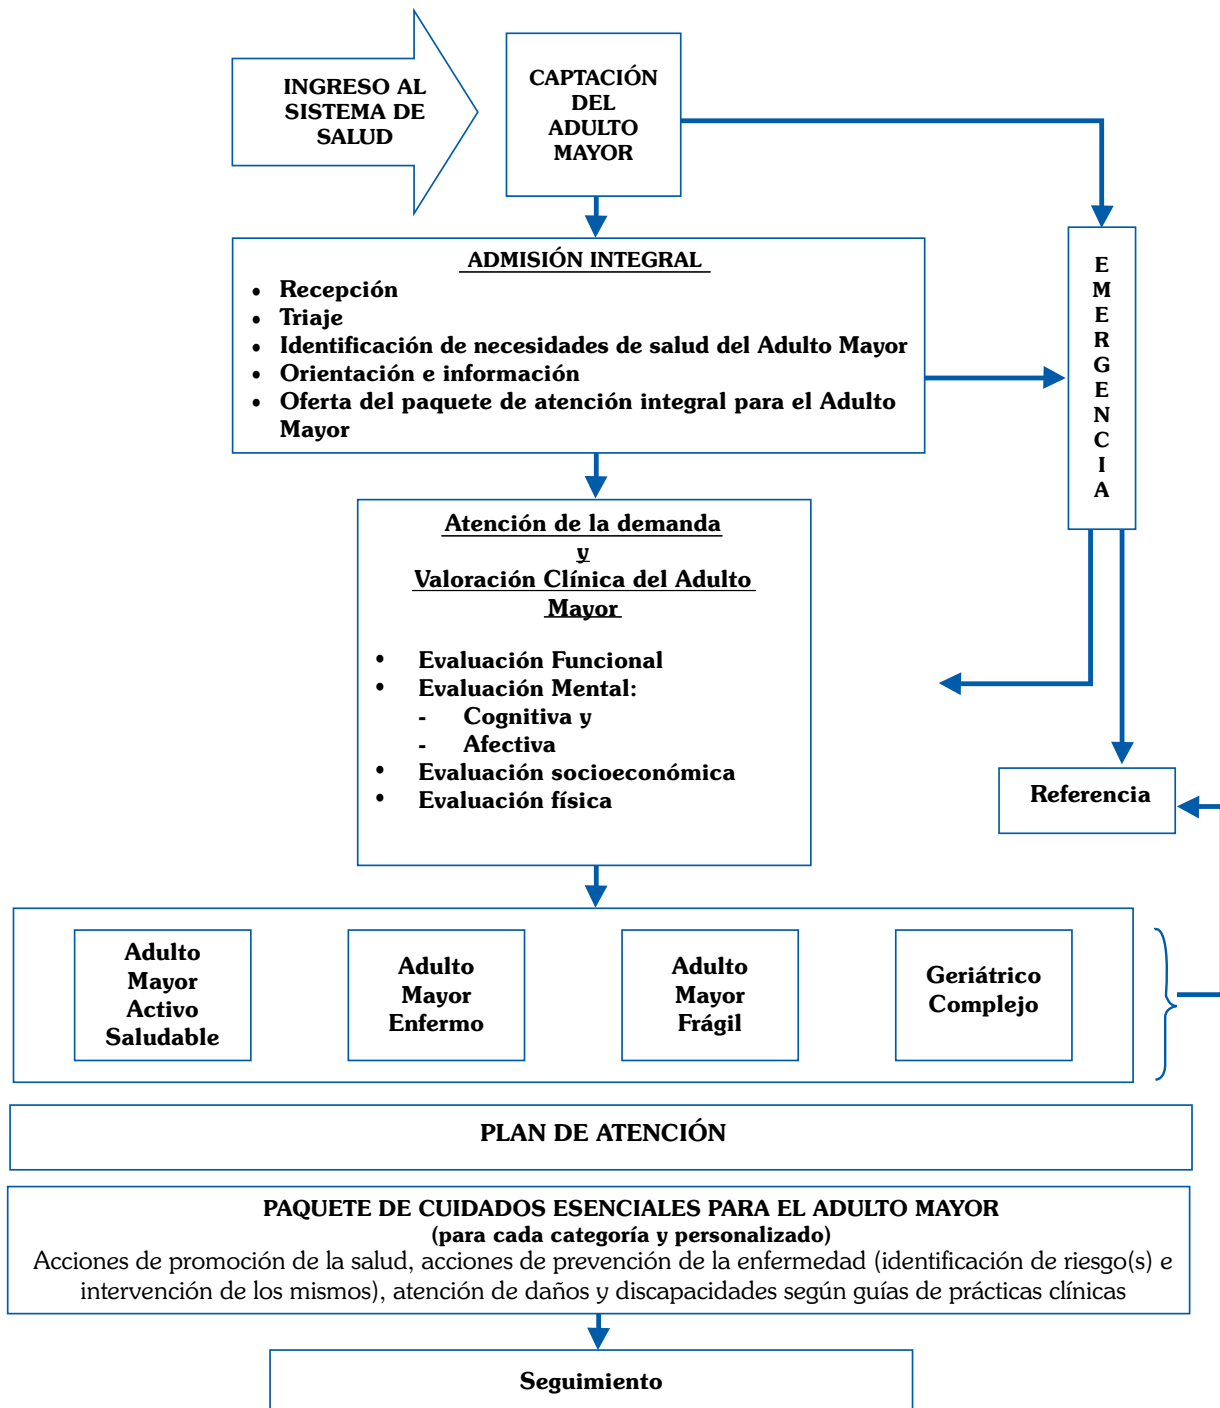 INGRESO AL
SISTEMA DE
SALUD
CAPTACIÓN
DEL
ADULTO
MAYOR
ADMISIÓN INTEGRAL
• Recepción
• Triaje
• Identificación de necesidades de salud del Adulto Mayor
• Orientación e información
• Oferta del paquete de atención integral para el Adulto
Mayor
E
M
E
R
G
E
N
C
I
A
Atención de la demanda
y
Valoración Clínica del Adulto
Mayor
• Evaluación Funcional
• Evaluación Mental:
- Cognitiva y
- Afectiva
• Evaluación socioeconómica
• Evaluación física
Referencia
Adulto
Mayor
Activo
Saludable
Adulto
Mayor
Enfermo
Adulto
Mayor
Frágil
Geriátrico
Complejo
PLAN DE ATENCIÓN
PAQUETE DE CUIDADOS ESENCIALES PARA EL ADULTO MAYOR
(para cada categoría y personalizado)
Acciones de promoción de la salud, acciones de prevención de la enfermedad (identificación de riesgo(s) e
intervención de los mismos), atención de daños y discapacidades según guías de prácticas clínicas
Seguimiento